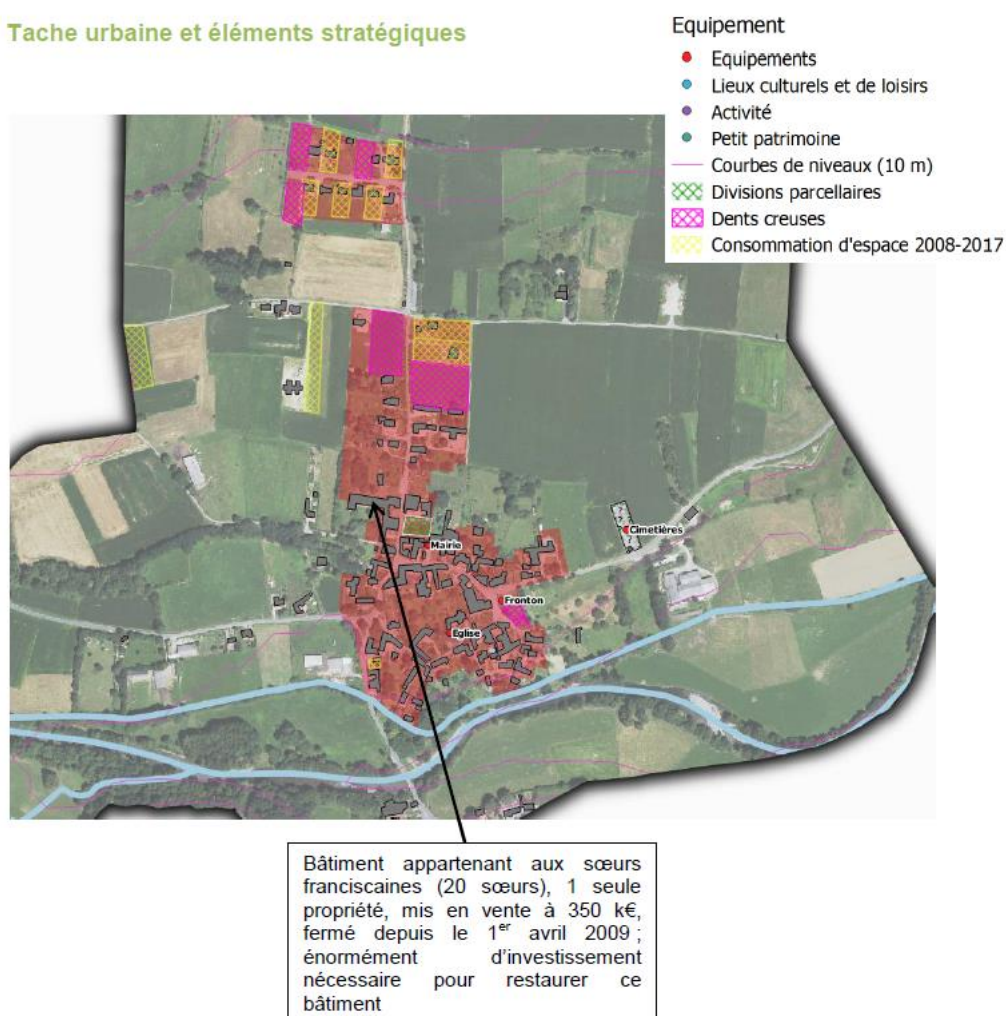 Tache urbaine et éléments stratégiques
Equipement
Equipements
Lieux culturels et de loisirs
Activité
Petit patrimoine
Courbes de niveaux (10 m)
Divisions parcellaires
Dents creuses
Consommation d'espace 2008-2017
Cimetières
Mairie
Fronton
Eglise
Bâtiment appartenant aux sœurs
franciscaines (20 sœurs), 1 seule
propriété, mis en vente à 350 k€,
fermé depuis le 1er avril 2009 ;
énormément d'investissement
nécessaire pour restaurer ce
bâtiment